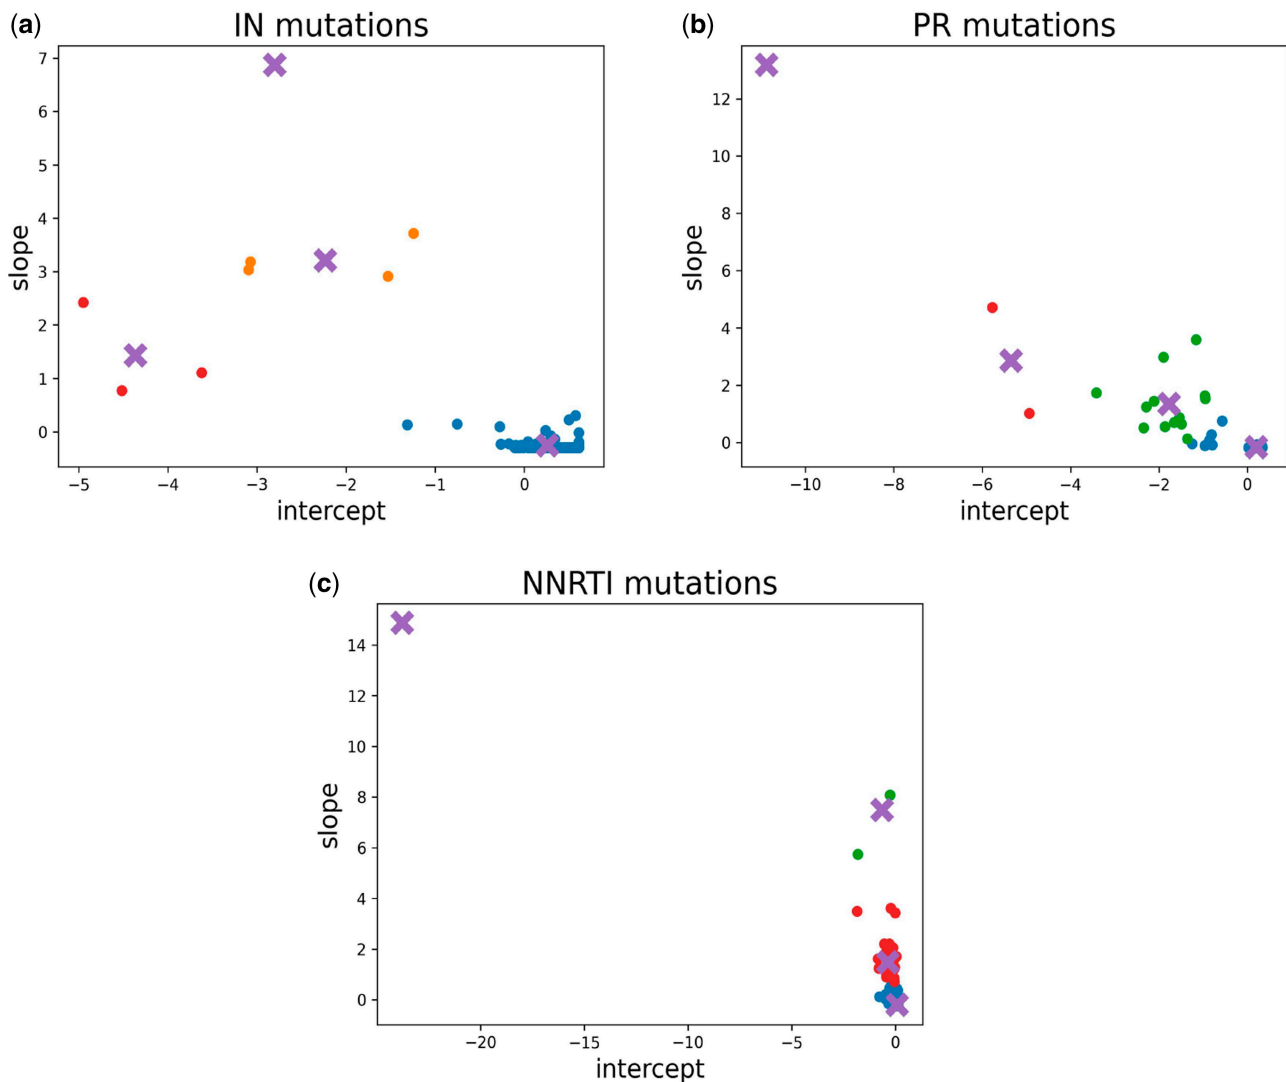 (a) IN mutations
7
6
5
4
3
2
1
0
slope
−5 −4 −3 −2 −1 0
intercept
(b) PR mutations
12
10
8
6
4
2
0
slope
−10 −8 −6 −4 −2 0
intercept
(c) NNRTI mutations
14
12
10
8
6
4
2
0
slope
−20 −15 −10 −5 0
intercept